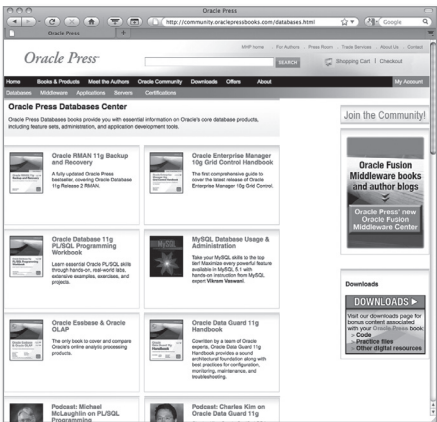 Oracle Press
http://community.oraclepressbooks.com/databases.html
Google
Oracle Press
MHP home
For Authors
Press Room
Trade Services
About Us
Contact
Oracle Press
SEARCH
Shopping Cart | Checkout
Home Books & Products Meet the Authors Oracle Community Downloads Offers About My Account
Databases Middleware Applications Servers Certifications
Oracle Press Databases Center
Oracle Press Databases books provide you with essential information on Oracle's core database products,
including feature sets, administration, and application development tools.
Oracle RMAN 11g Backup
and Recovery
A fully updated Oracle Press
bestseller, covering Oracle Database
11g Release 2 RMAN.
Oracle Enterprise Manager
10g Grid Control Handbook
The first comprehensive guide to
cover the latest release of Oracle
Enterprise Manager 10g Grid Control.
Oracle Database 11g
PL/SQL Programming
Workbook
Learn essential Oracle PL/SQL skills
through hands-on, real-world labs,
extensive examples, exercises, and
projects.
MySQL
MySQL Database Usage &
Administration
Take your MySQL skills to the top
tier! Maximize every powerful feature
available in MySQL 5.1 with
hands-on instruction from MySQL
expert Vikram Vaswani.
Oracle Essbase & Oracle
OLAP
The only book to cover and compare
Oracle's online analytic processing
products.
Oracle Data Guard 11g
Handbook
Cowritten by a team of Oracle
experts, Oracle Data Guard 11g
Handbook provides a sound
architectural foundation along with
best practices for configuration,
monitoring, maintenance, and
troubleshooting.
Podcast: Michael
McLaughlin on PL/SQL
Programming
Podcast: Charles Kim on
Oracle Data Guard 11g
Join the Community!
Oracle Fusion
Middleware books
and author blogs
Oracle Press' new
Oracle Fusion
Middleware Center
Downloads
DOWNLOADS
Visit our downloads page for
bonus content associated
with your Oracle Press book
> Code
> Practice files
> Other digital resources